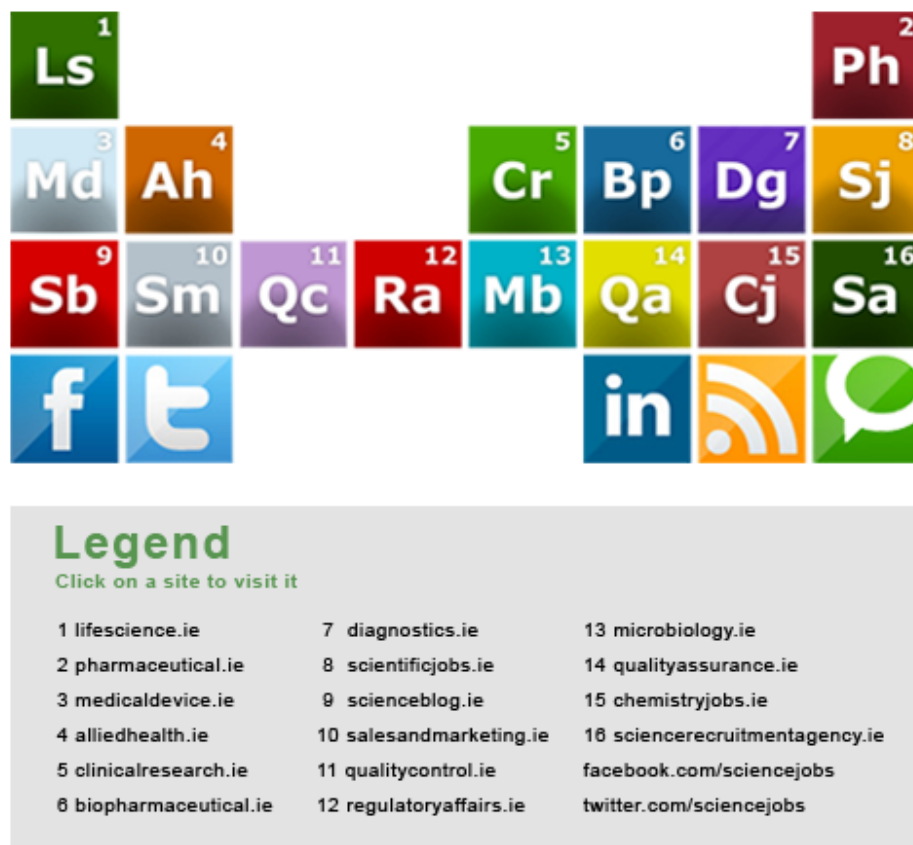 1 2
Ls Ph
3 4 5 6 7 8
Md Ah Cr Bp Dg Sj
9 10 11 12 13 14 15 16
Sb Sm Qc Ra Mb Qa Cj Sa
f t in
Legend
Click on a site to visit it
1 lifescience.ie
2 pharmaceutical.ie
3 medicaldevice.ie
4 alliedhealth.ie
5 clinicalresearch.ie
6 biopharmaceutical.ie
7 diagnostics.ie
8 scientificjobs.ie
9 scienceblog.ie
10 salesandmarketing.ie
11 qualitycontrol.ie
12 regulatoryaffairs.ie
13 microbiology.ie
14 qualityassurance.ie
15 chemistryjobs.ie
16 sciencerecruitmentagency.ie
facebook.com/sciencejobs
twitter.com/sciencejobs